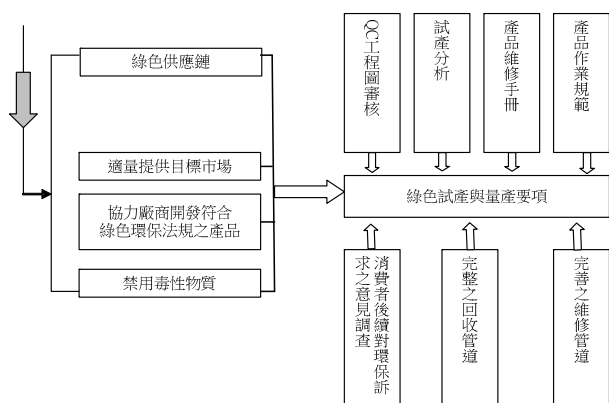 綠色供應鏈
適量提供目標市場
協力廠商開發符合
綠色環保法規之產品
禁用毒性物質
QC工程圖審核
試產分析
產品維修手冊
產品作業規範
綠色試產與量產要項
消費者後續對環保訴
求之意見調查
完整之回收管道
完善之維修管道